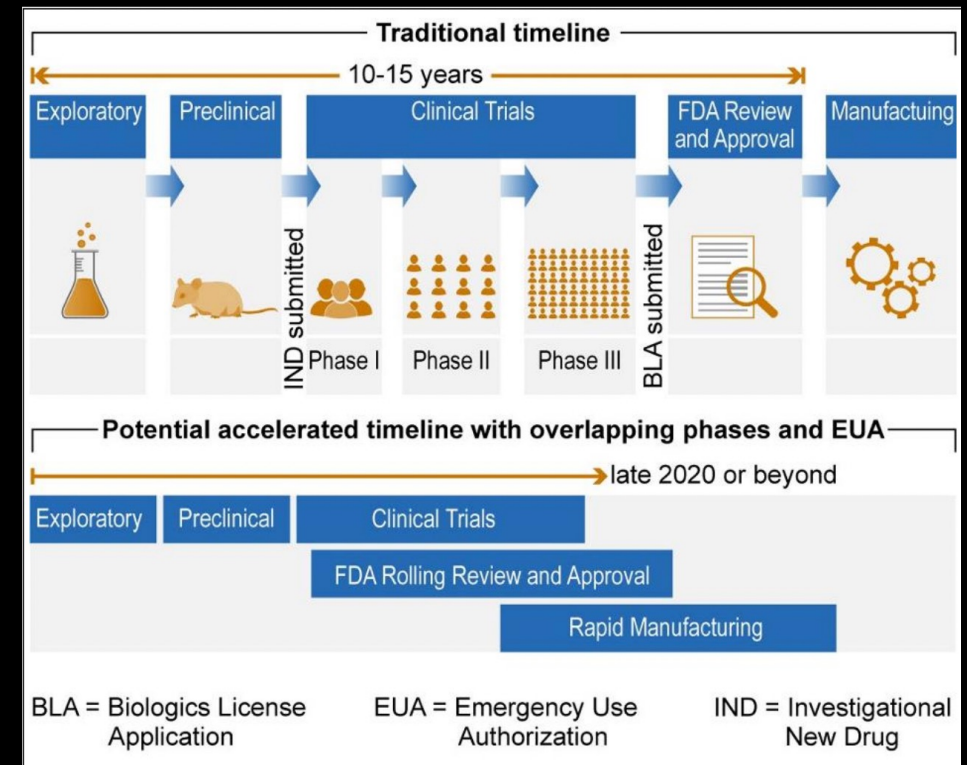 Traditional timeline
10-15 years
Exploratory
Preclinical
Clinical Trials
FDA Review
and Approval
Manufactuing
IND submitted
BLA submitted
Phase I
Phase II
Phase III
Potential accelerated timeline with overlapping phases and EUA
late 2020 or beyond
Exploratory
Preclinical
Clinical Trials
FDA Rolling Review and Approval
Rapid Manufacturing
BLA = Biologics License
Application
EUA = Emergency Use
Authorization
IND = Investigational
New Drug